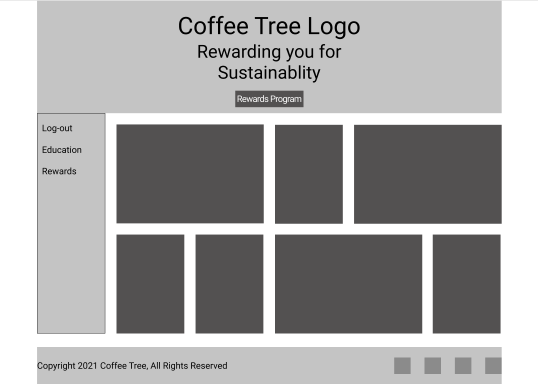 Coffee Tree Logo
Rewarding you for
Sustainablity
Rewards Program
Log-out
Education
Rewards
Copyright 2021 Coffee Tree, All Rights Reserved